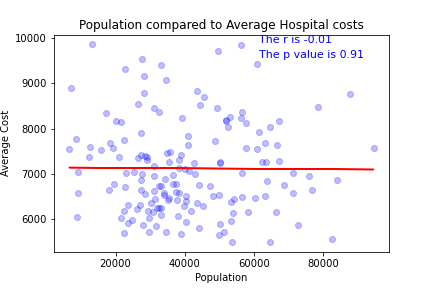 Population compared to Average Hospital costs
The r is -0.01
The p value is 0.91
10000
9000
8000
7000
6000
Average Cost
20000 40000 60000 80000
Population